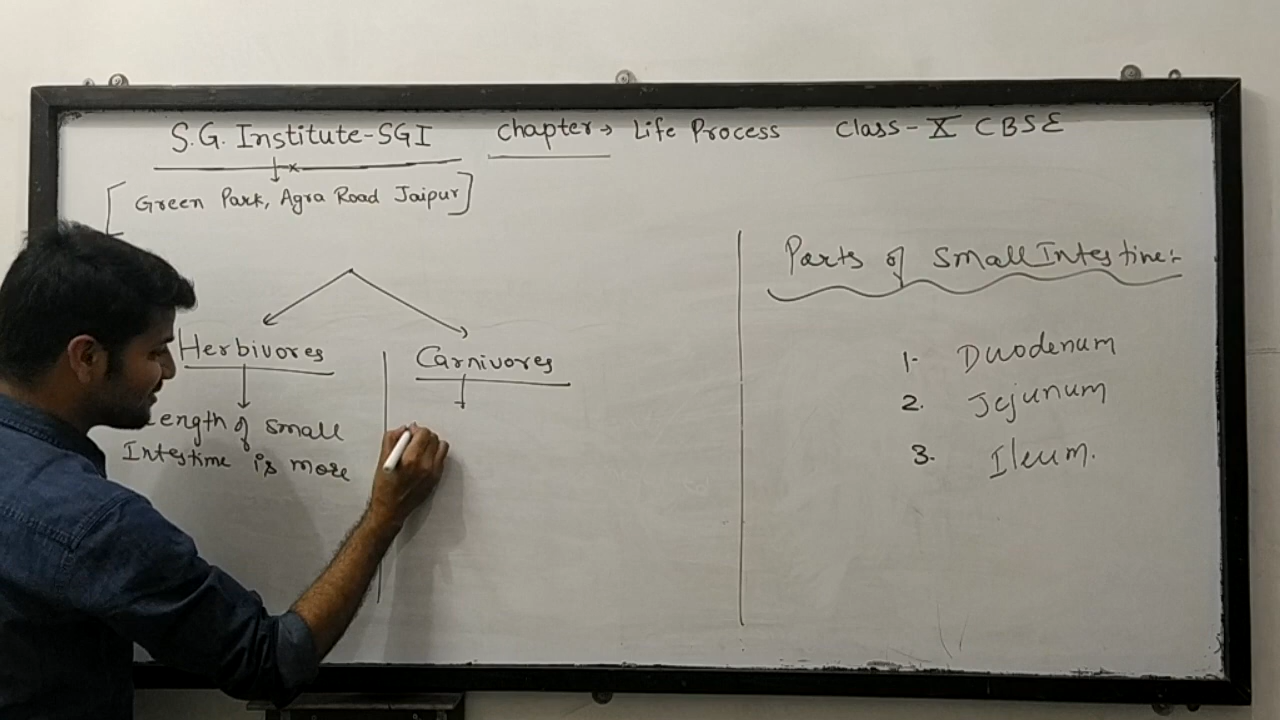 S.G. Institute-SGI Chapter → Life Process Class - X CBSE
[Green Park, Agra Road Jaipur]
Herbivores
Length of small
Intestine is more
Carnivores
Parts of Small Intestine:-
1. Duodenum
2. Jejunum
3. Ileum.